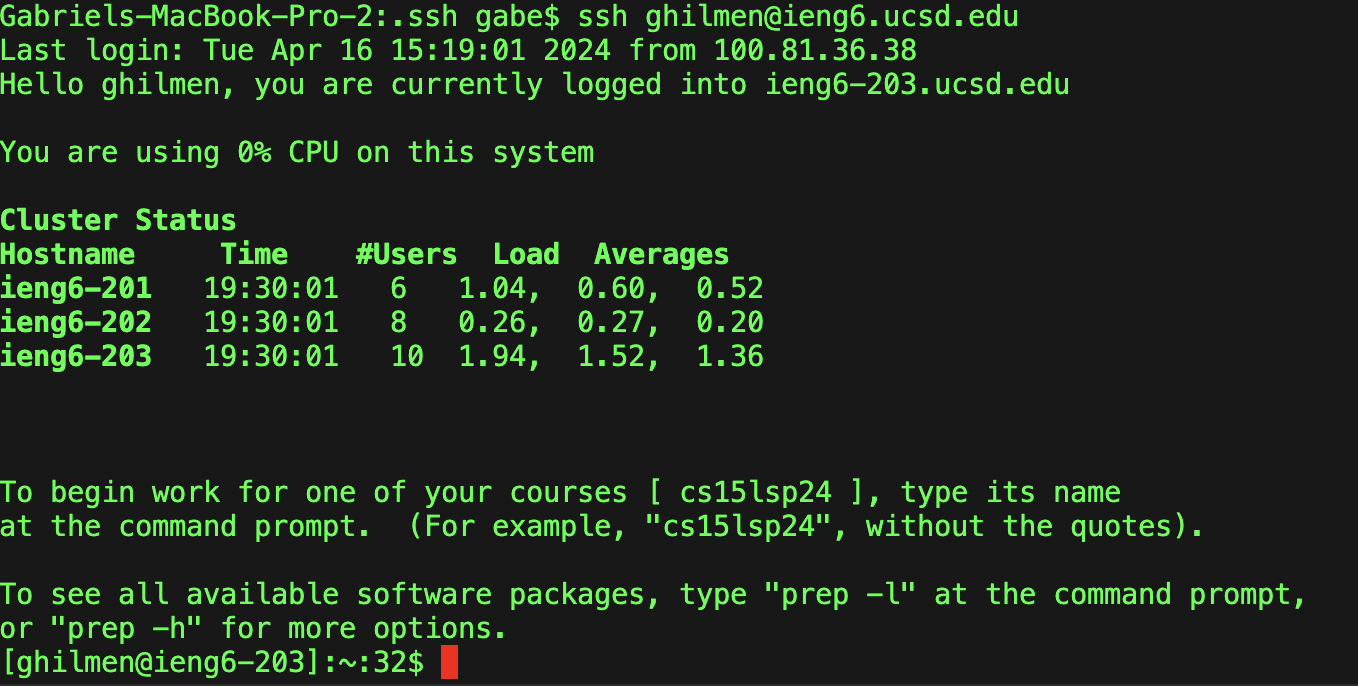 Gabriels-MacBook-Pro-2:.ssh gabe$ ssh ghilmen@ieng6.ucsd.edu
Last login: Tue Apr 16 15:19:01 2024 from 100.81.36.38
Hello ghilmen, you are currently logged into ieng6-203.ucsd.edu
You are using 0% CPU on this system
Cluster Status
Hostname     Time    #Users  Load  Averages
ieng6-201   19:30:01   6   1.04,  0.60,  0.52
ieng6-202   19:30:01   8   0.26,  0.27,  0.20
ieng6-203   19:30:01   10  1.94,  1.52,  1.36
To begin work for one of your courses [ cs15lsp24 ], type its name
at the command prompt.  (For example, "cs15lsp24", without the quotes).
To see all available software packages, type "prep -l" at the command prompt,
or "prep -h" for more options.
[ghilmen@ieng6-203]:~:32$